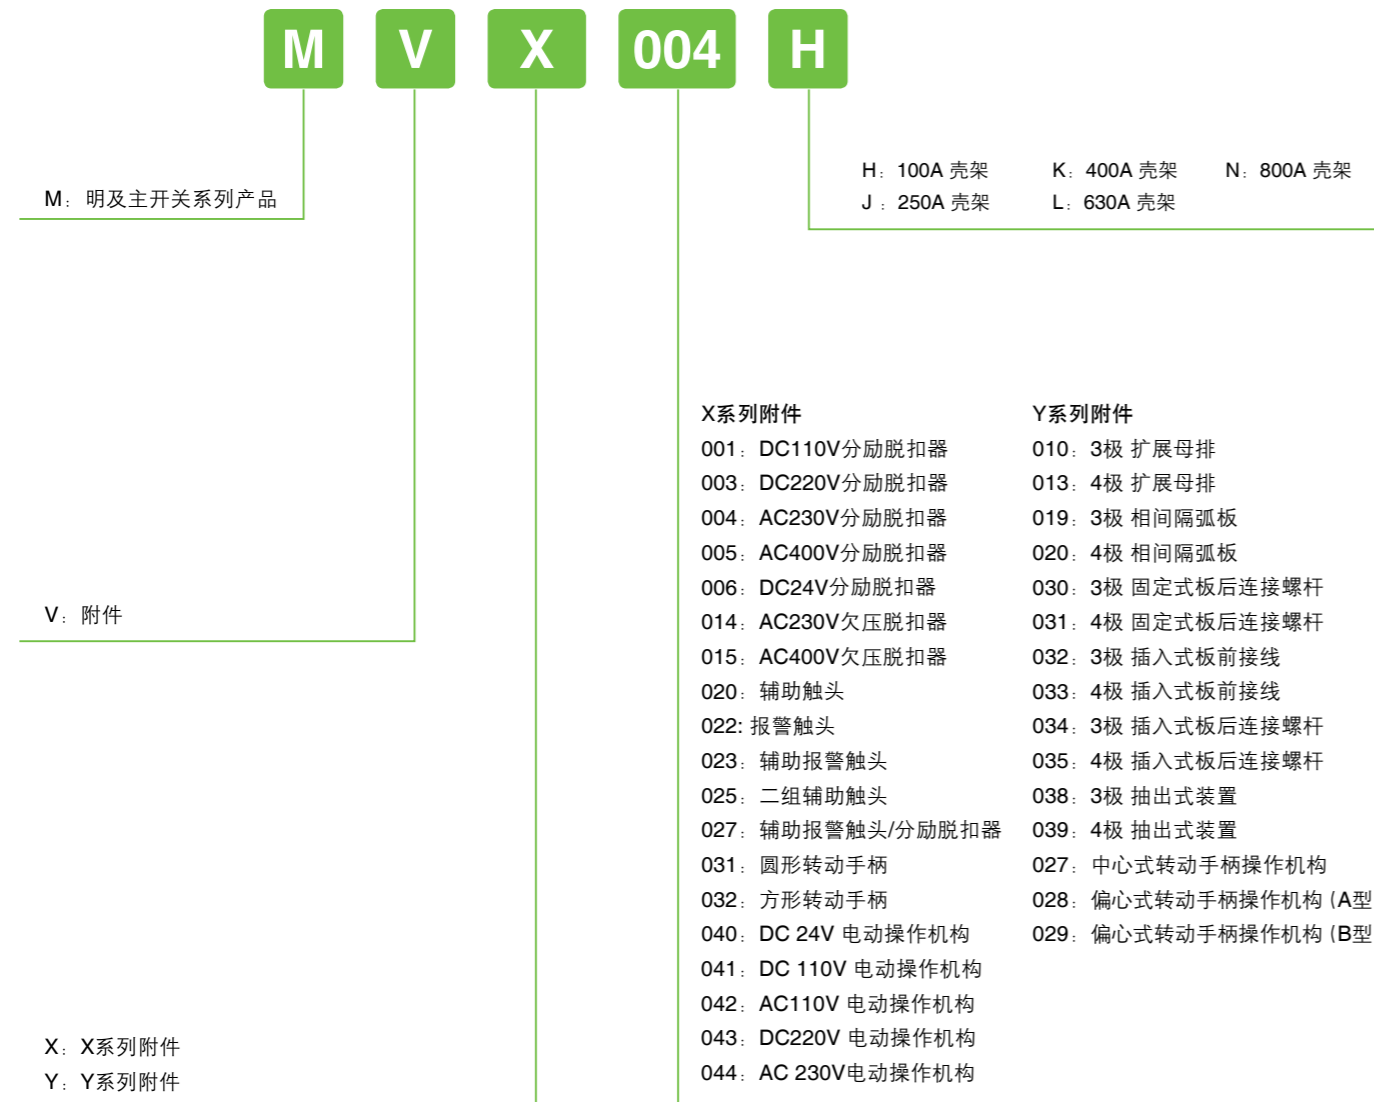 M V X 004 H
H：100A 壳架 K：400A 壳架 N：800A 壳架
J ：250A 壳架 L：630A 壳架
M：明及主开关系列产品
V：附件
X：X系列附件
Y：Y系列附件
X系列附件
001：DC110V分励脱扣器
003：DC220V分励脱扣器
004：AC230V分励脱扣器
005：AC400V分励脱扣器
006：DC24V分励脱扣器
014：AC230V欠压脱扣器
015：AC400V欠压脱扣器
020：辅助触头
022: 报警触头
023：辅助报警触头
025：二组辅助触头
027：辅助报警触头/分励脱扣器
031：圆形转动手柄
032：方形转动手柄
040：DC 24V 电动操作机构
041：DC 110V 电动操作机构
042：AC110V 电动操作机构
043：DC220V 电动操作机构
044：AC 230V电动操作机构
Y系列附件
010：3极 扩展母排
013：4极 扩展母排
019：3极 相间隔弧板
020：4极 相间隔弧板
030：3极 固定式板后连接螺杆
031：4极 固定式板后连接螺杆
032：3极 插入式板前接线
033：4极 插入式板前接线
034：3极 插入式板后连接螺杆
035：4极 插入式板后连接螺杆
038：3极 抽出式装置
039：4极 抽出式装置
027：中心式转动手柄操作机构
028：偏心式转动手柄操作机构 (A型
029：偏心式转动手柄操作机构 (B型